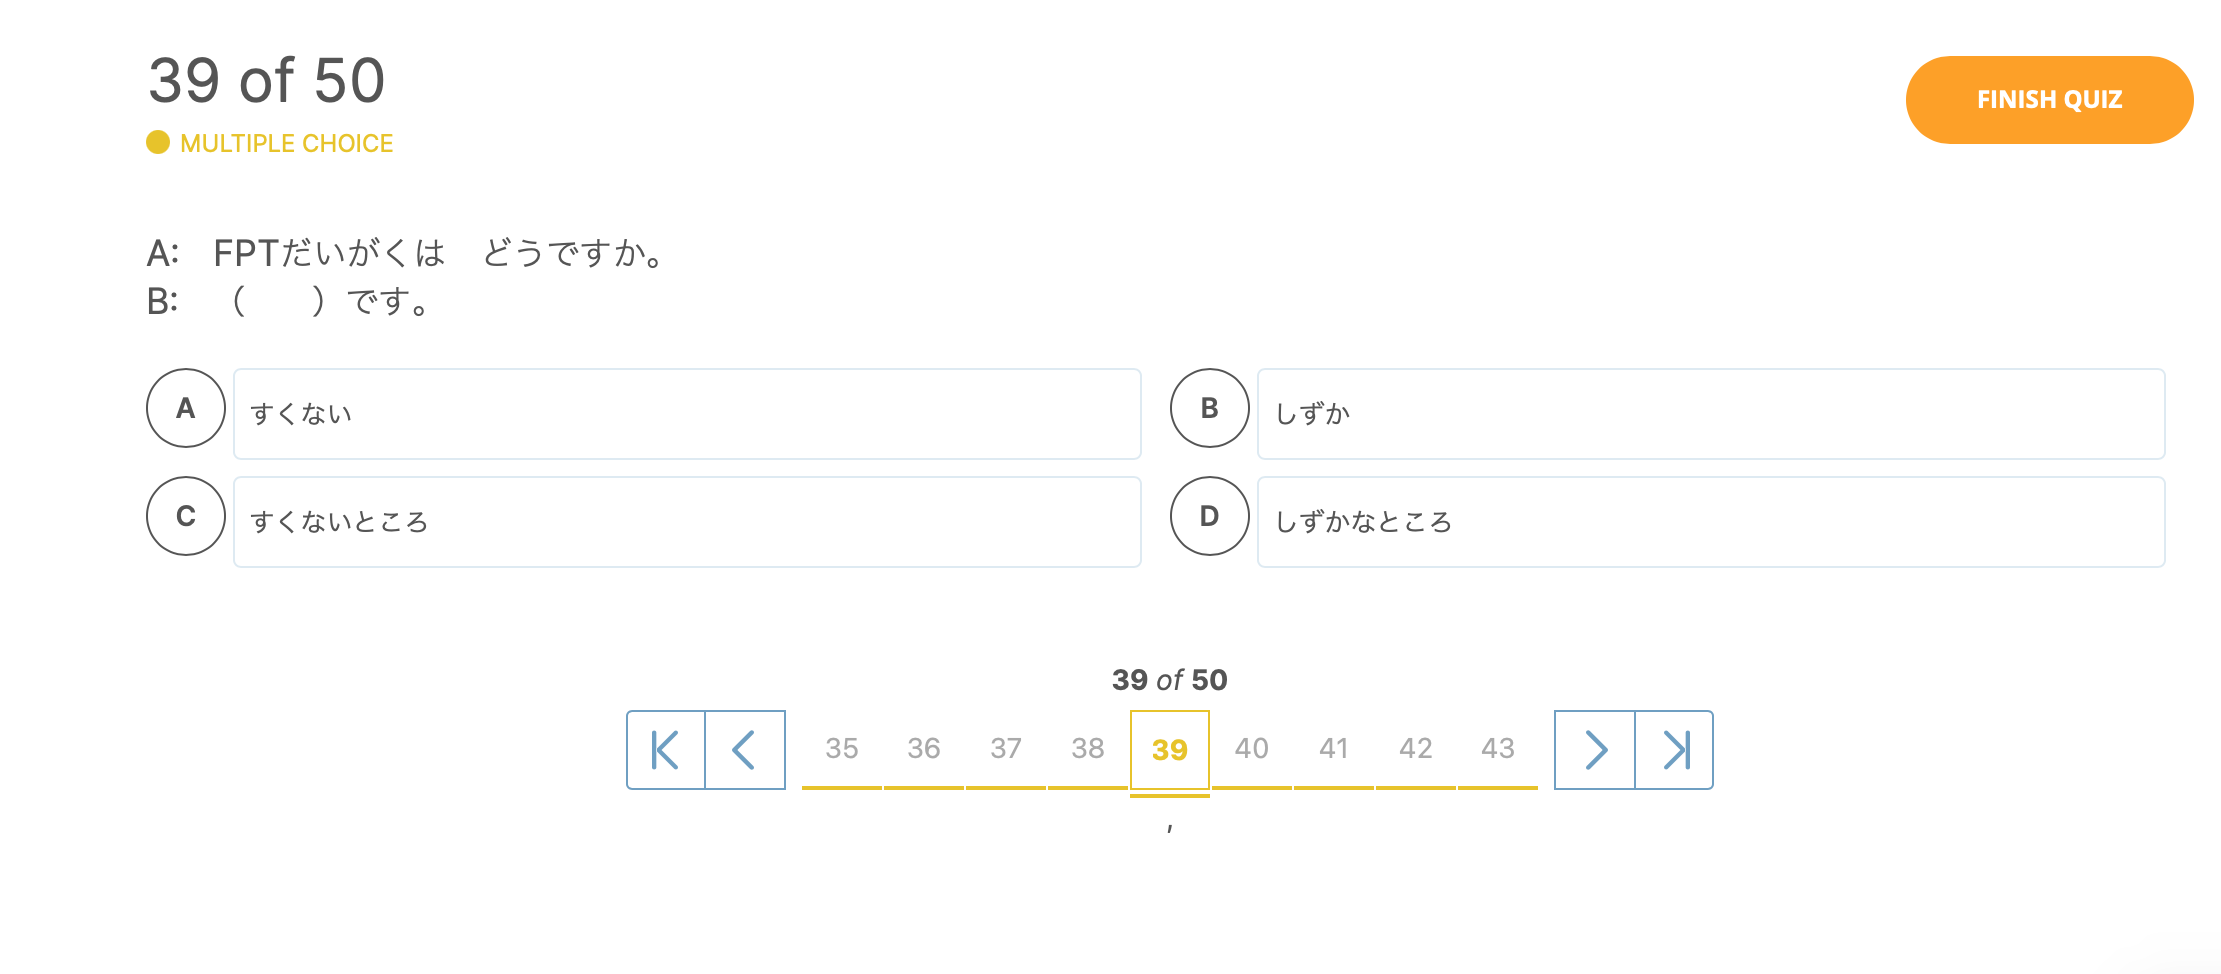 39 of 50
FINISH QUIZ
MULTIPLE CHOICE
A:　FPTだいがくは　どうですか。
B:　（　　）です。
A すくない
B しずか
C すくないところ
D しずかなところ
39 of 50
35 36 37 38 39 40 41 42 43
,